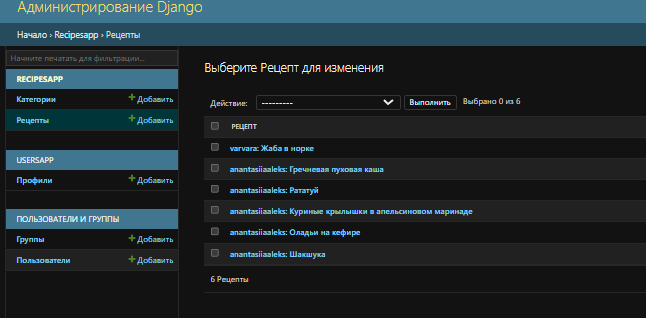 Администрирование Django
Начало › Recipesapp › Рецепты
Начните печатать для фильтрации...
RECIPESAPP
Категории + Добавить
Рецепты + Добавить
USERSAPP
Профили + Добавить
ПОЛЬЗОВАТЕЛИ И ГРУППЫ
Группы + Добавить
Пользователи + Добавить
Выберите Рецепт для изменения
Действие: --------- Выполнить Выбрано 0 из 6
РЕЦЕПТ
varvara: Жаба в норке
anantasiiaaleks: Гречневая пуховая каша
anantasiiaaleks: Рататуй
anantasiiaaleks: Куриные крылышки в апельсиновом маринаде
anantasiiaaleks: Оладьи на кефире
anantasiiaaleks: Шакшука
6 Рецепты